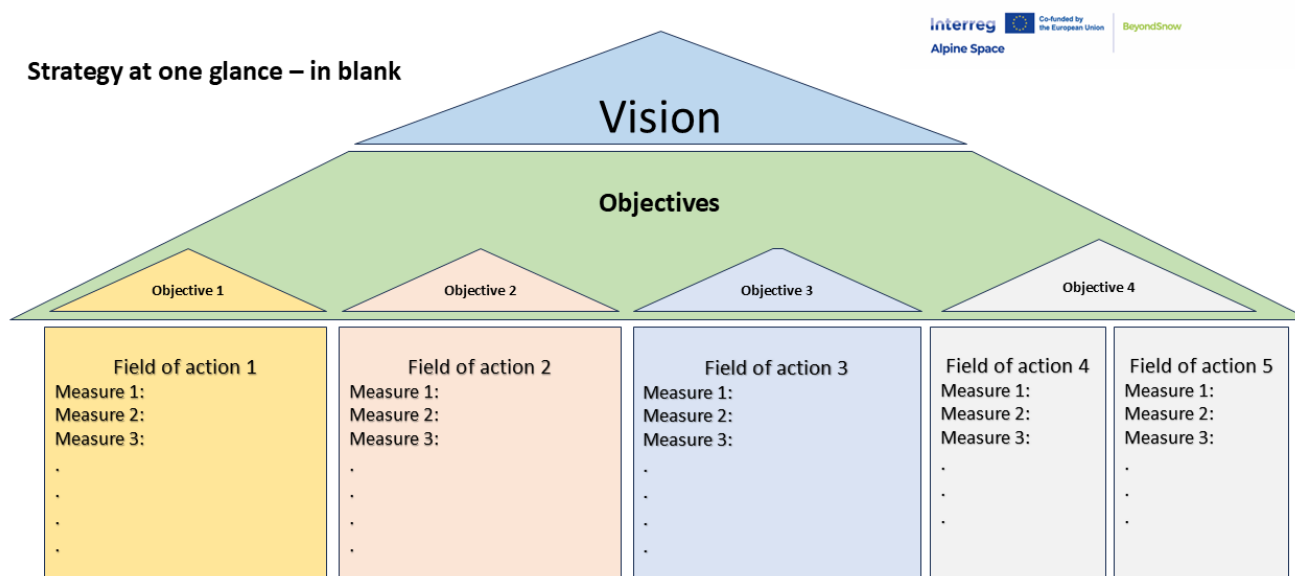 Interreg
Co-funded by
the European Union
BeyondSnow
Alpine Space
Strategy at one glance – in blank
Vision
Objectives
Objective 1
Objective 2
Objective 3
Objective 4
Field of action 1
Measure 1:
Measure 2:
Measure 3:
.
.
.
.
Field of action 2
Measure 1:
Measure 2:
Measure 3:
.
.
.
.
Field of action 3
Measure 1:
Measure 2:
Measure 3:
.
.
.
.
Field of action 4
Measure 1:
Measure 2:
Measure 3:
.
.
.
Field of action 5
Measure 1:
Measure 2:
Measure 3:
.
.
.